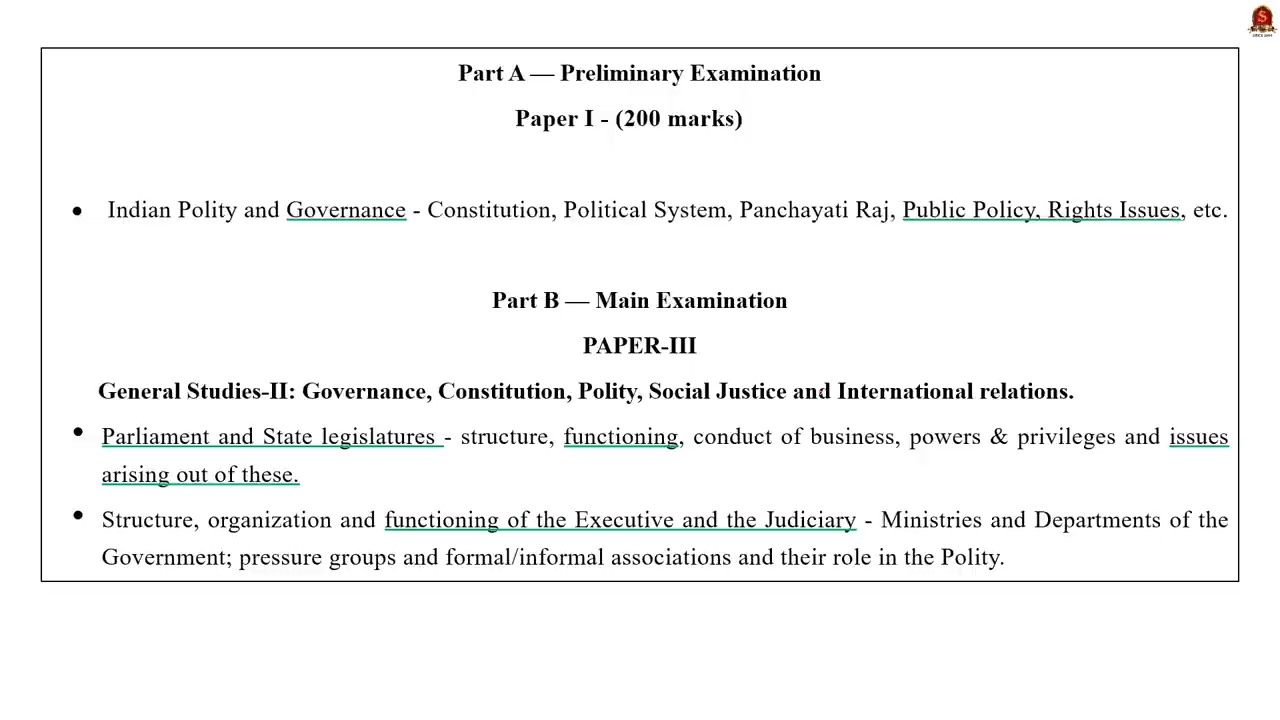 Part A — Preliminary Examination
Paper I - (200 marks)
• Indian Polity and Governance - Constitution, Political System, Panchayati Raj, Public Policy, Rights Issues, etc.
Part B — Main Examination
PAPER-III
General Studies-II: Governance, Constitution, Polity, Social Justice and International relations.
• Parliament and State legislatures - structure, functioning, conduct of business, powers & privileges and issues
arising out of these.
• Structure, organization and functioning of the Executive and the Judiciary - Ministries and Departments of the
Government; pressure groups and formal/informal associations and their role in the Polity.